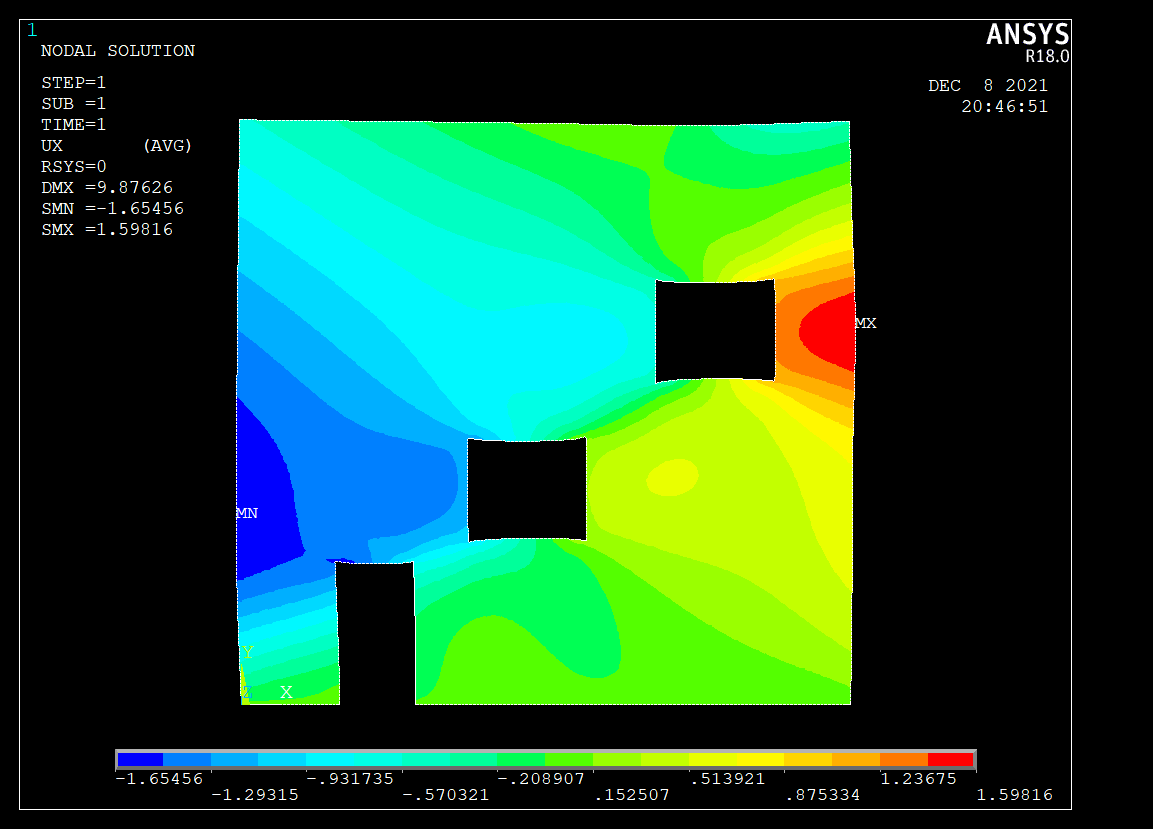 1
ANSYS
R18.0
NODAL SOLUTION
STEP=1
SUB =1
TIME=1
UX (AVG)
RSYS=0
DMX =9.87626
SMN =-1.65456
SMX =1.59816
DEC 8 2021
20:46:51
MX
MN
Y
Z X
-1.65456 -.931735 -.208907 .513921 1.23675
-1.29315 -.570321 .152507 .875334 1.59816